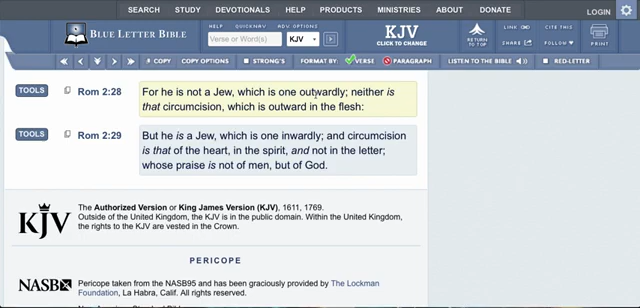 SEARCH STUDY DEVOTIONALS HELP PRODUCTS MINISTRIES ABOUT DONATE LOGIN
BLUE LETTER BIBLE
HELP QUICKNAV ADV. OPTIONS
Verse or Word(s) KJV
KJV
CLICK TO CHANGE
RETURN
TO TOP
LINK CITE THIS
SHARE FOLLOW
PRINT
COPY COPY OPTIONS STRONG'S FORMAT BY: VERSE PARAGRAPH LISTEN TO THE BIBLE RED-LETTER
TOOLS Rom 2:28 For he is not a Jew, which is one outwardly; neither is
that circumcision, which is outward in the flesh:
TOOLS Rom 2:29 But he is a Jew, which is one inwardly; and circumcision
is that of the heart, in the spirit, and not in the letter;
whose praise is not of men, but of God.
KJV
The Authorized Version or King James Version (KJV), 1611, 1769.
Outside of the United Kingdom, the KJV is in the public domain. Within the United Kingdom,
the rights to the KJV are vested in the Crown.
PERICOPE
NASB
Pericope taken from the NASB95 and has been graciously provided by The Lockman
Foundation, La Habra, Calif. All rights reserved.